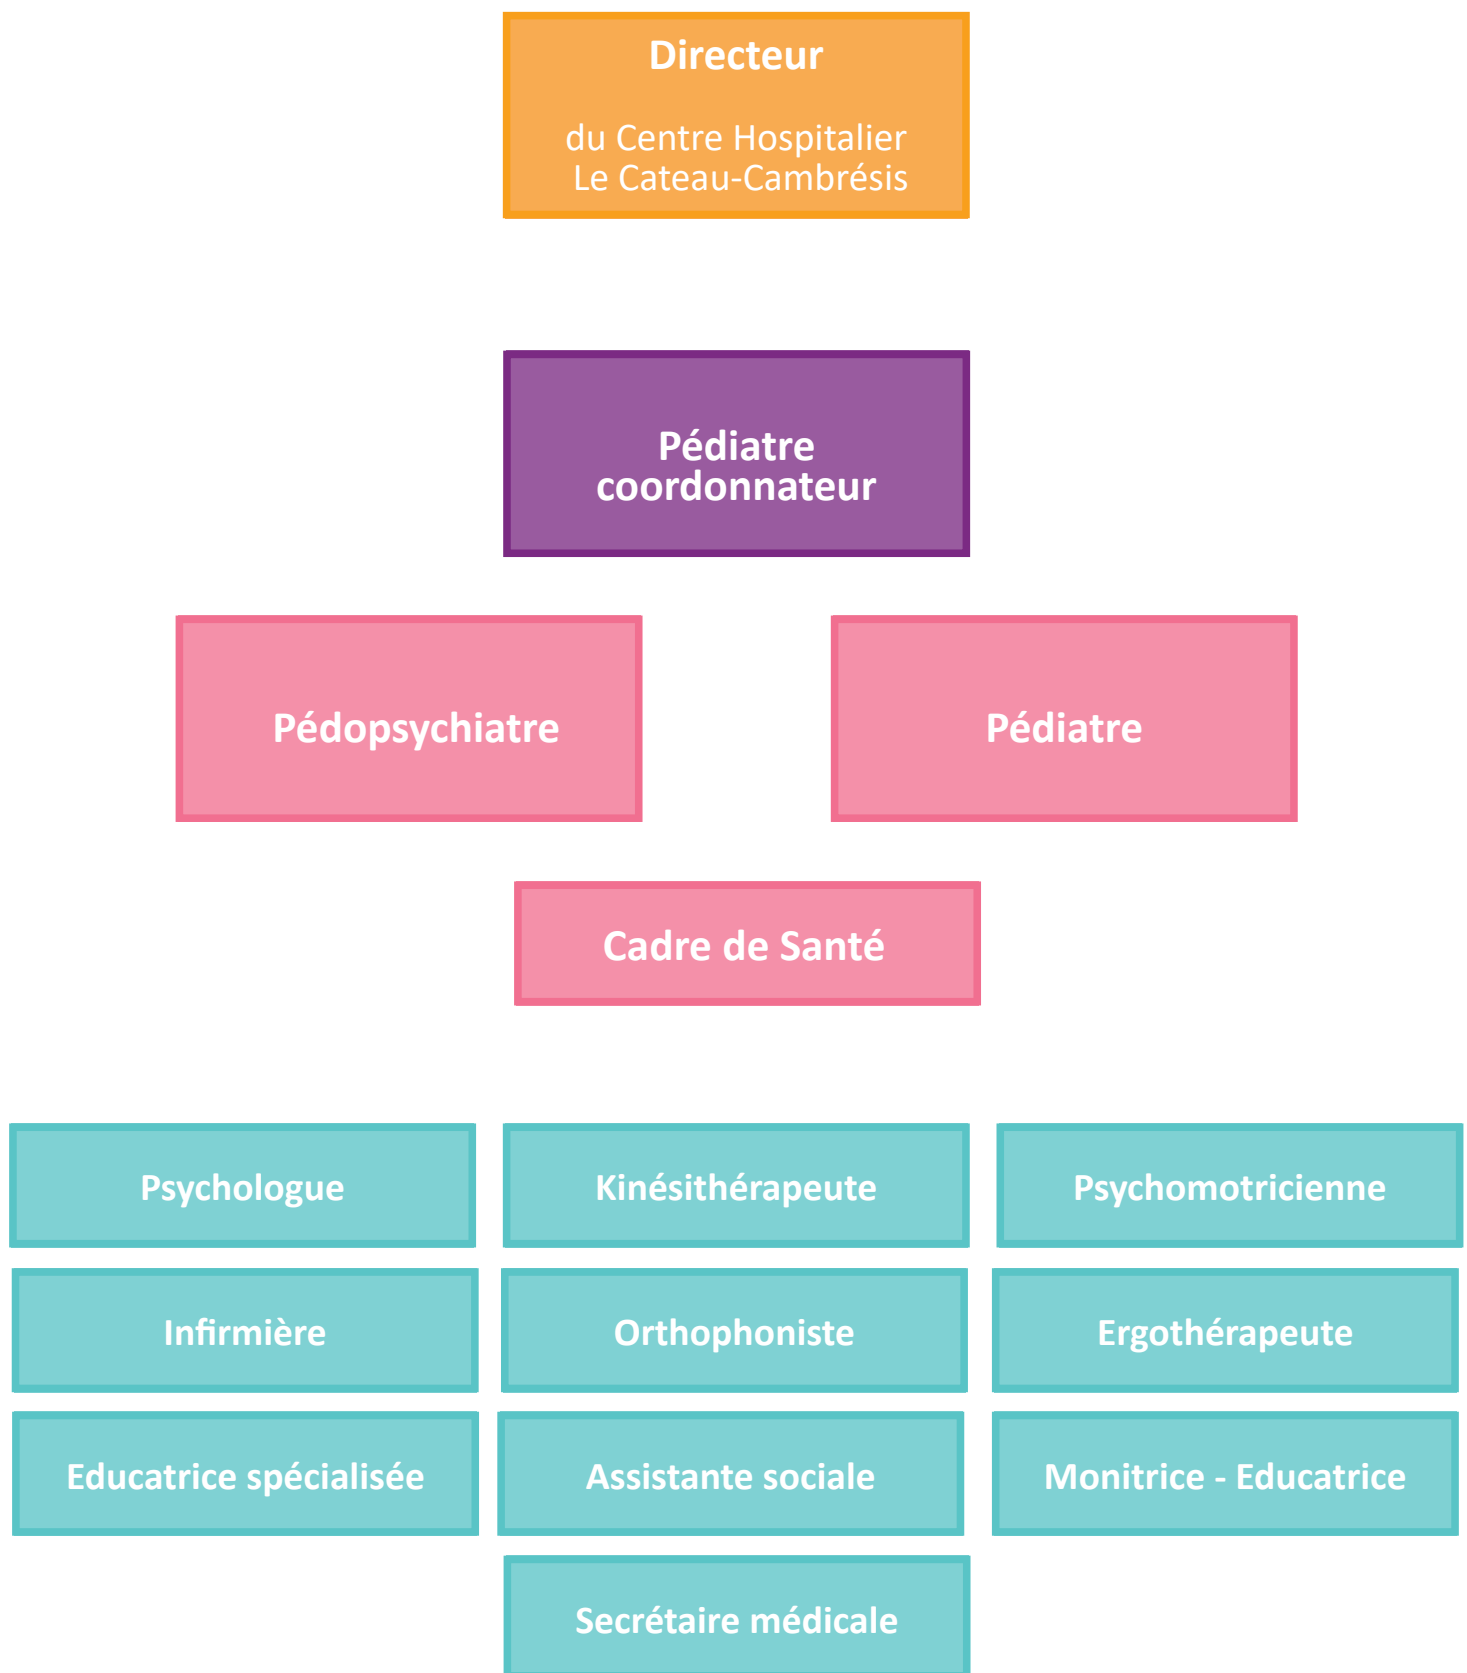 Directeur
du Centre Hospitalier
Le Cateau-Cambrésis
Pédiatre
coordonnateur
Pédopsychiatre
Pédiatre
Cadre de Santé
Psychologue
Kinésithérapeute
Psychomotricienne
Infirmière
Orthophoniste
Ergothérapeute
Educatrice spécialisée
Assistante sociale
Monitrice - Educatrice
Secrétaire médicale